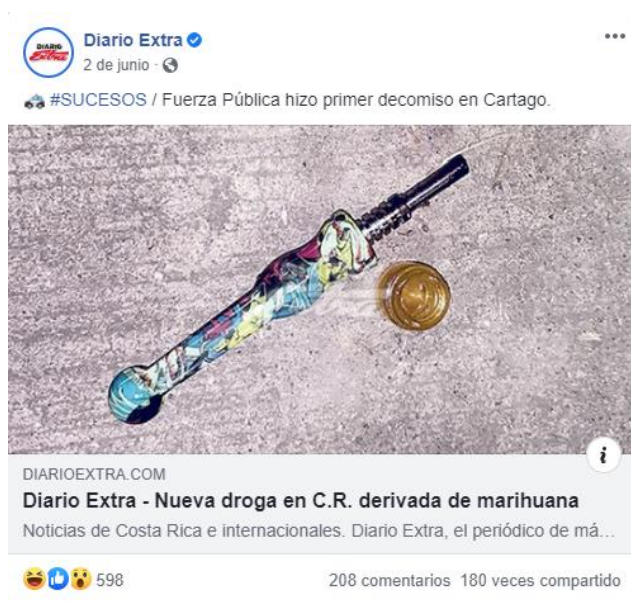 Diario Extra
DIARIO
Extra
2 de junio ·
#SUCESOS / Fuerza Pública hizo primer decomiso en Cartago.
DIARIOEXTRA.COM
Diario Extra - Nueva droga en C.R. derivada de marihuana
Noticias de Costa Rica e internacionales. Diario Extra, el periódico de má...
598
208 comentarios 180 veces compartido